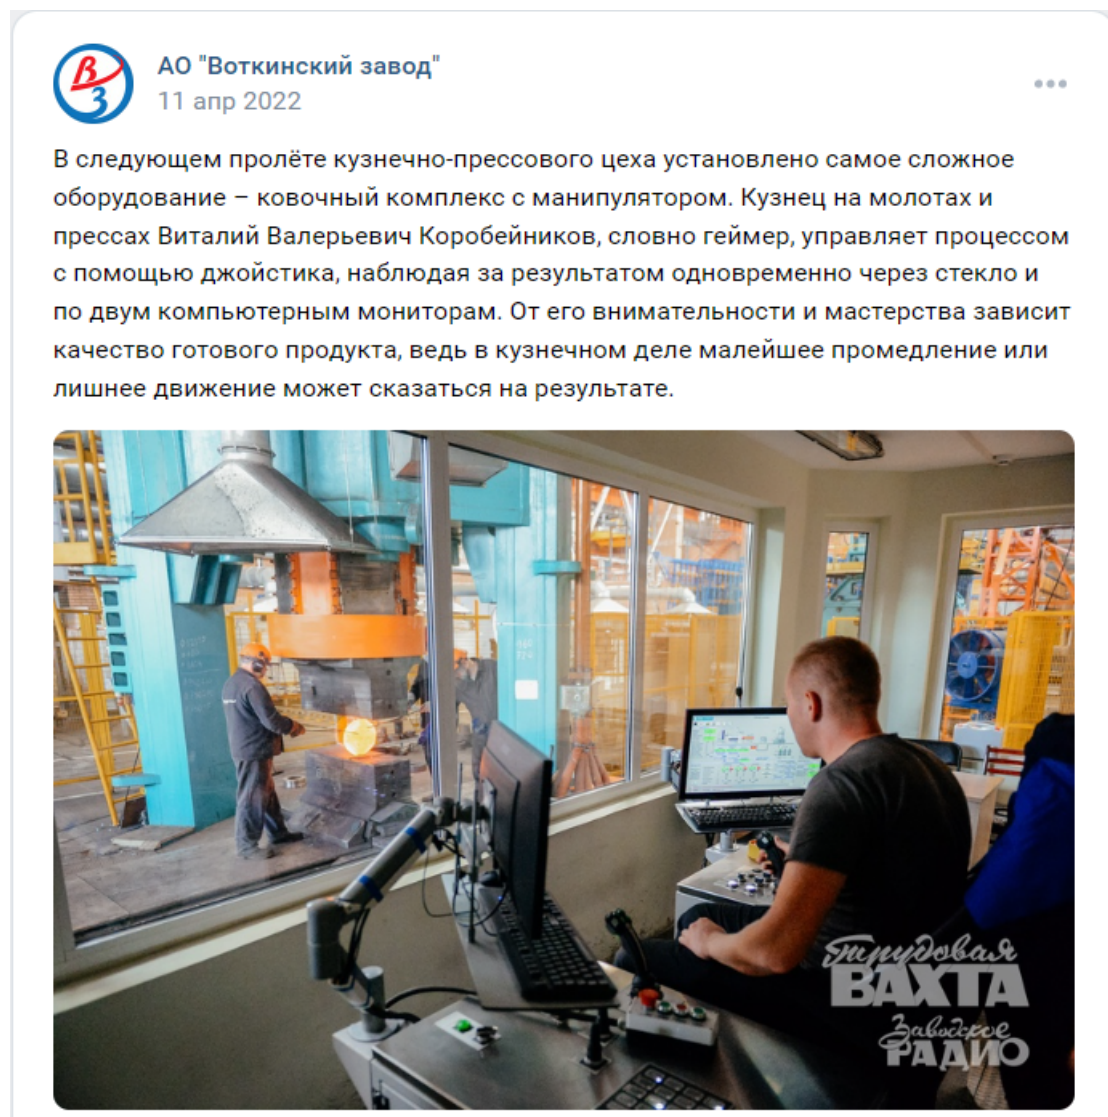 В З
АО "Воткинский завод"
11 апр 2022
В следующем пролёте кузнечно-прессового цеха установлено самое сложное
оборудование – ковочный комплекс с манипулятором. Кузнец на молотах и
прессах Виталий Валерьевич Коробейников, словно геймер, управляет процессом
с помощью джойстика, наблюдая за результатом одновременно через стекло и
по двум компьютерным мониторам. От его внимательности и мастерства зависит
качество готового продукта, ведь в кузнечном деле малейшее промедление или
лишнее движение может сказаться на результате.
Трудовая
ВАХТА
Заводское
РАДИО